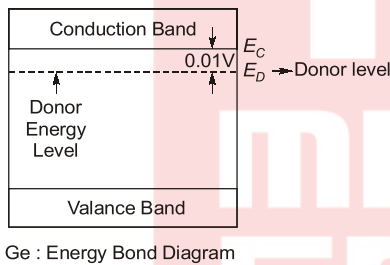 Conduction Band
E_C
0.01V
E_D → Donor level
Donor
Energy
Level
Valance Band
Ge : Energy Bond Diagram